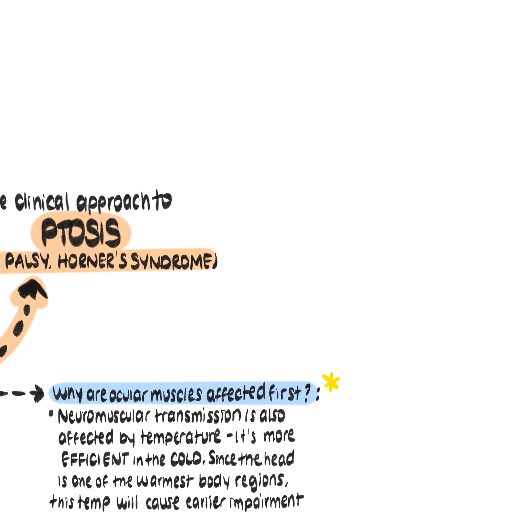 e clinical approach to
PTOSIS
PALSY, HORNER'S SYNDROME)
Why are ocular muscles affected first? :
• Neuromuscular transmission is also
affected by temperature - it's more
EFFICIENT in the COLD. Since the head
is one of the warmest body regions,
this temp will cause earlier impairment